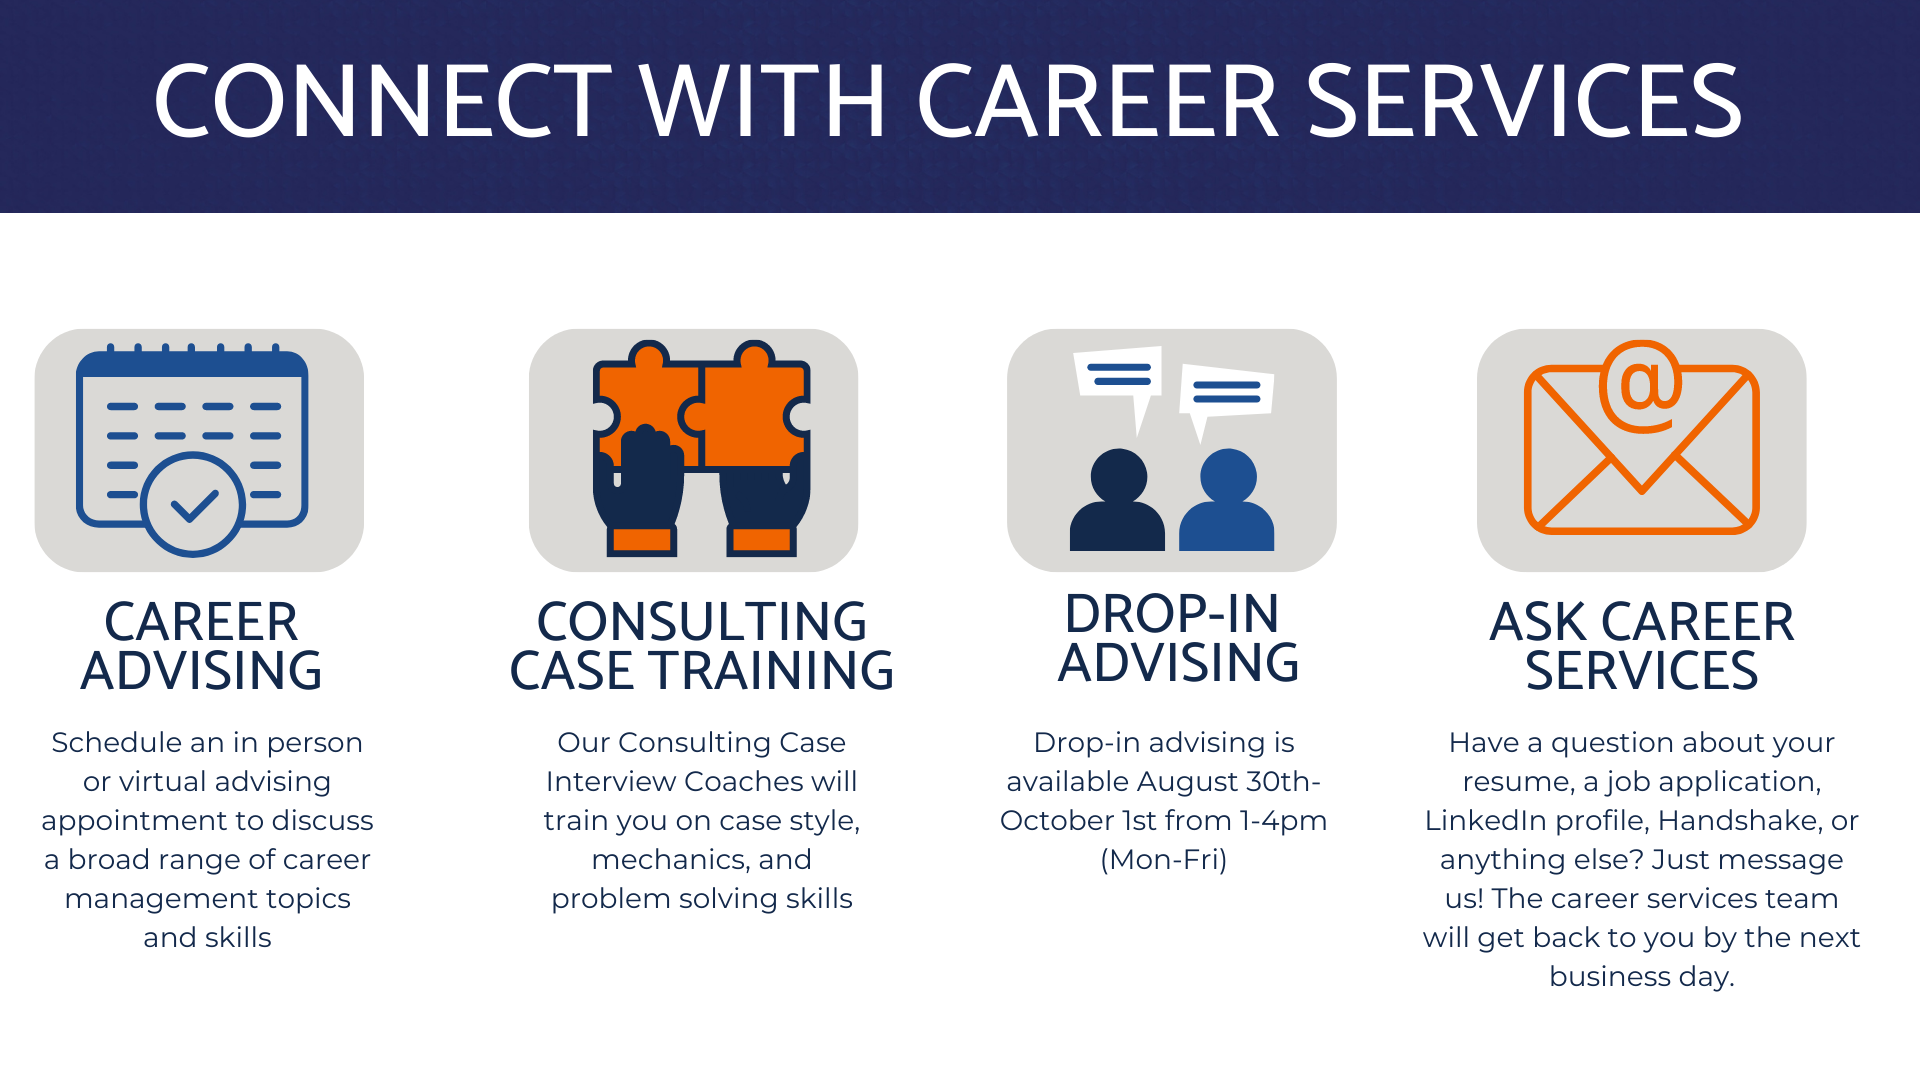 CONNECT WITH CAREER SERVICES
CAREER
ADVISING
Schedule an in person
or virtual advising
appointment to discuss
a broad range of career
management topics
and skills
CONSULTING
CASE TRAINING
Our Consulting Case
Interview Coaches will
train you on case style,
mechanics, and
problem solving skills
DROP-IN
ADVISING
Drop-in advising is
available August 30th-
October 1st from 1-4pm
(Mon-Fri)
@
ASK CAREER
SERVICES
Have a question about your
resume, a job application,
LinkedIn profile, Handshake, or
anything else? Just message
us! The career services team
will get back to you by the next
business day.